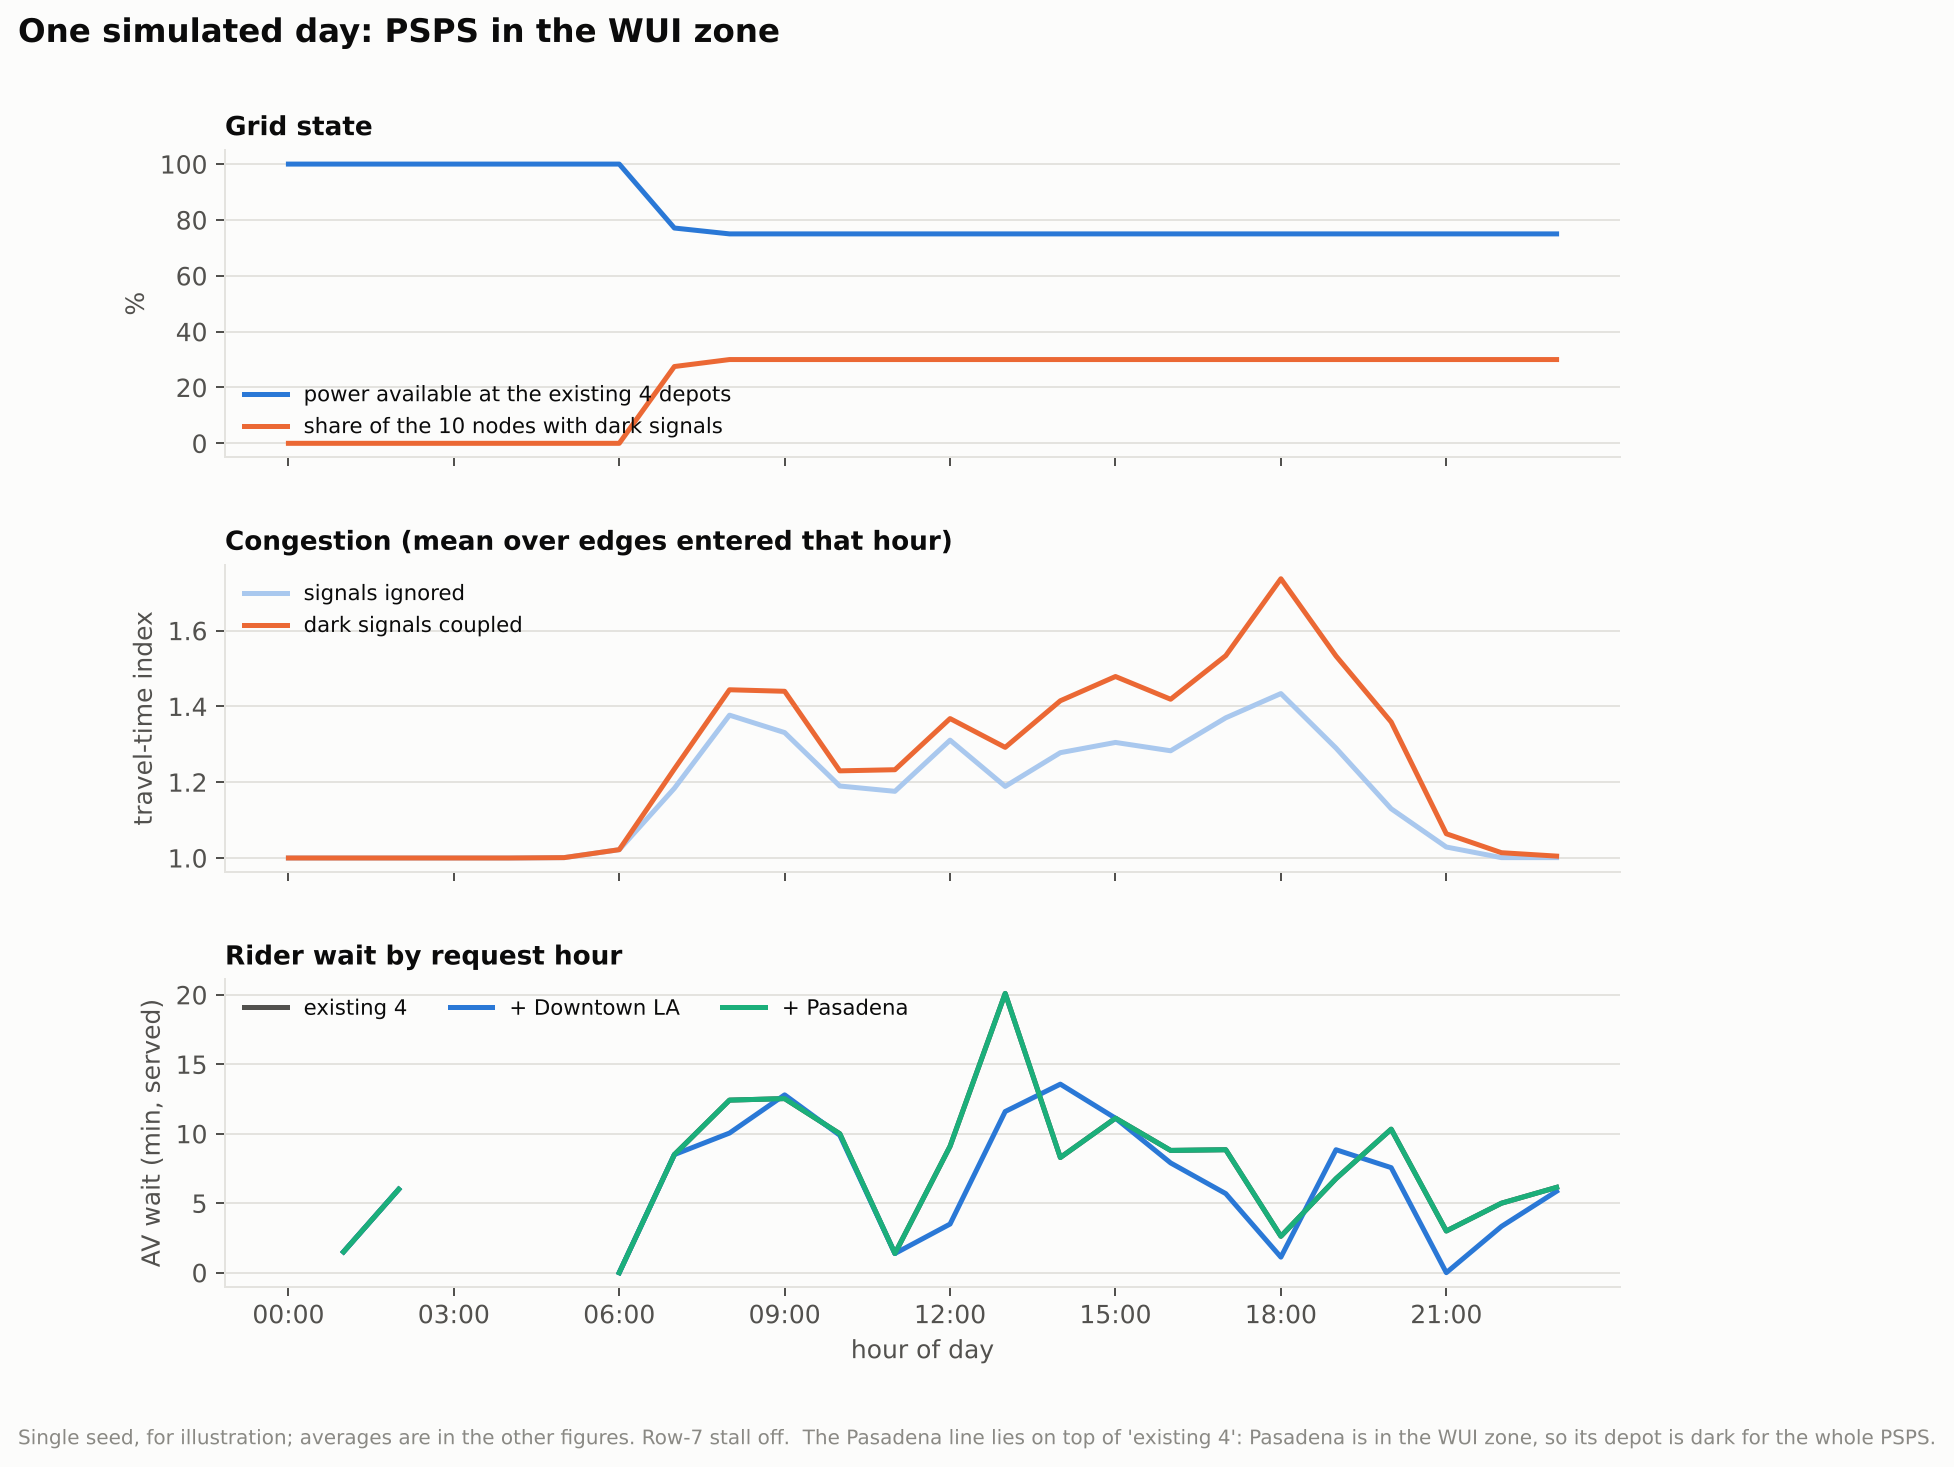 One simulated day: PSPS in the WUI zone
Grid state
100
80
60
40
20
0
%
power available at the existing 4 depots
share of the 10 nodes with dark signals
Congestion (mean over edges entered that hour)
signals ignored
dark signals coupled
1.6
1.4
1.2
1.0
travel-time index
Rider wait by request hour
existing 4
+ Downtown LA
+ Pasadena
20
15
10
5
0
AV wait (min, served)
00:00
03:00
06:00
09:00
12:00
15:00
18:00
21:00
hour of day
Single seed, for illustration; averages are in the other figures. Row-7 stall off.  The Pasadena line lies on top of 'existing 4': Pasadena is in the WUI zone, so its depot is dark for the whole PSPS.